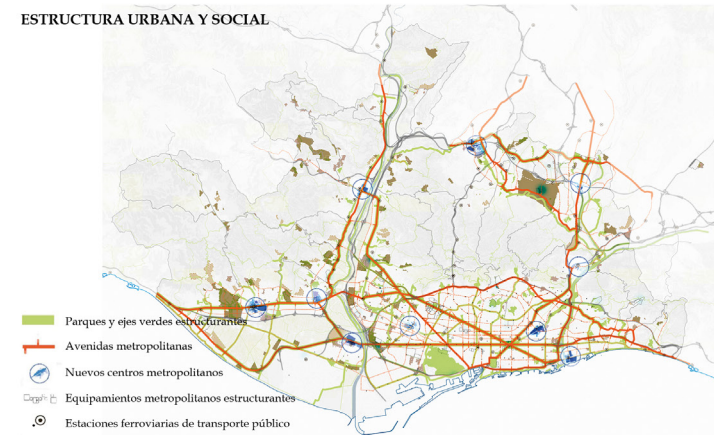 ESTRUCTURA URBANA Y SOCIAL
Parques y ejes verdes estructurantes
Avenidas metropolitanas
Nuevos centros metropolitanos
Equipamientos metropolitanos estructurantes
Estaciones ferroviarias de transporte público